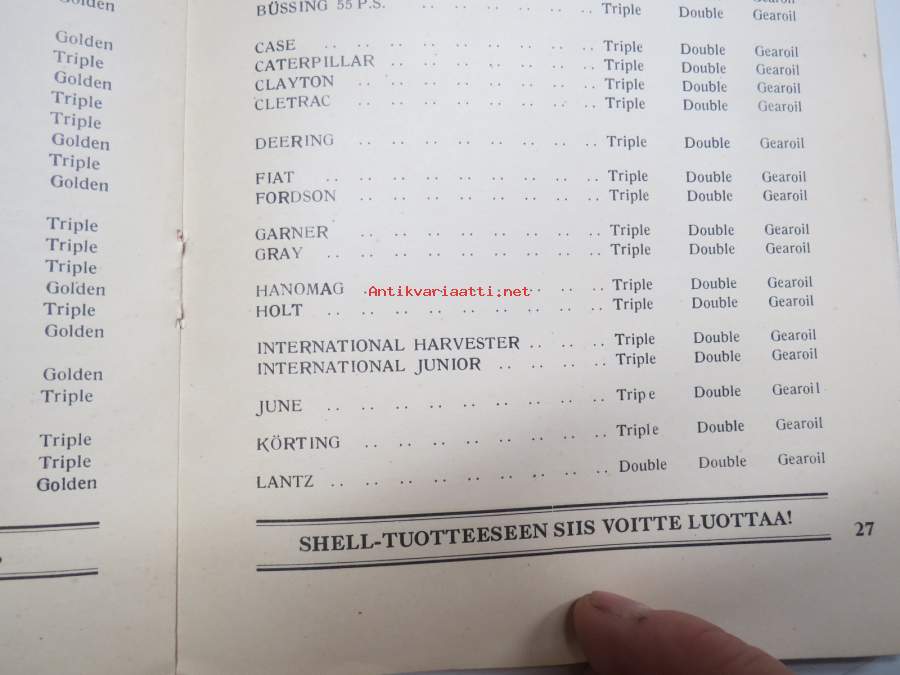 Golden
Golden
Triple
Golden
Triple
Triple
Golden
Triple
Golden
Triple
Triple
Triple
Golden
Triple
Golden
Golden
Triple
Triple
Triple
Golden
BÜSSING 55 P.S. .. .. .. .. .. Triple Double Gearoil
CASE .. .. .. .. .. .. .. .. .. Triple Double Gearoil
CATERPILLAR .. .. .. .. .. .. .. Triple Double Gearoil
CLAYTON .. .. .. .. .. .. .. .. Triple Double Gearoil
CLETRAC .. .. .. .. .. .. .. .. Triple Double Gearoil
DEERING .. .. .. .. .. .. .. .. Triple Double Gearoil
FIAT .. .. .. .. .. .. .. .. .. Triple Double Gearoil
FORDSON .. .. .. .. .. .. .. .. Triple Double Gearoil
GARNER .. .. .. .. .. .. .. .. Triple Double Gearoil
GRAY .. .. .. .. .. .. .. .. .. Triple Double Gearoil
HANOMAG .. .. .. .. Triple Double Gearoil
Antikvariaatti.net
HOLT .. .. .. .. .. .. .. .. .. Triple Double Gearoil
INTERNATIONAL HARVESTER .. .. .. Triple Double Gearoil
INTERNATIONAL JUNIOR .. .. .. .. Triple Double Gearoil
JUNE .. .. .. .. .. .. .. .. .. Trip e Double Gearoil
KÖRTING .. .. .. .. .. .. .. .. Triple Double Gearoil
LANTZ .. .. .. .. .. .. .. .. .. Double Double Gearoil
SHELL-TUOTTEESEEN SIIS VOITTE LUOTTAA!
27